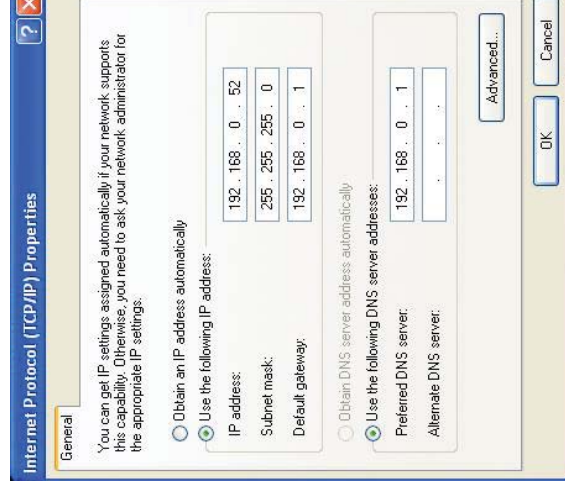 Internet Protocol (TCP/IP) Properties
General
You can get IP settings assigned automatically if your network supports
this capability. Otherwise, you need to ask your network administrator for
the appropriate IP settings.
Obtain an IP address automatically
Use the following IP address:
IP address: 192 . 168 . 0 . 52
Subnet mask: 255 . 255 . 255 . 0
Default gateway: 192 . 168 . 0 . 1
Obtain DNS server address automatically
Use the following DNS server addresses:
Preferred DNS server: 192 . 168 . 0 . 1
Alternate DNS server: . . .
Advanced...
OK Cancel